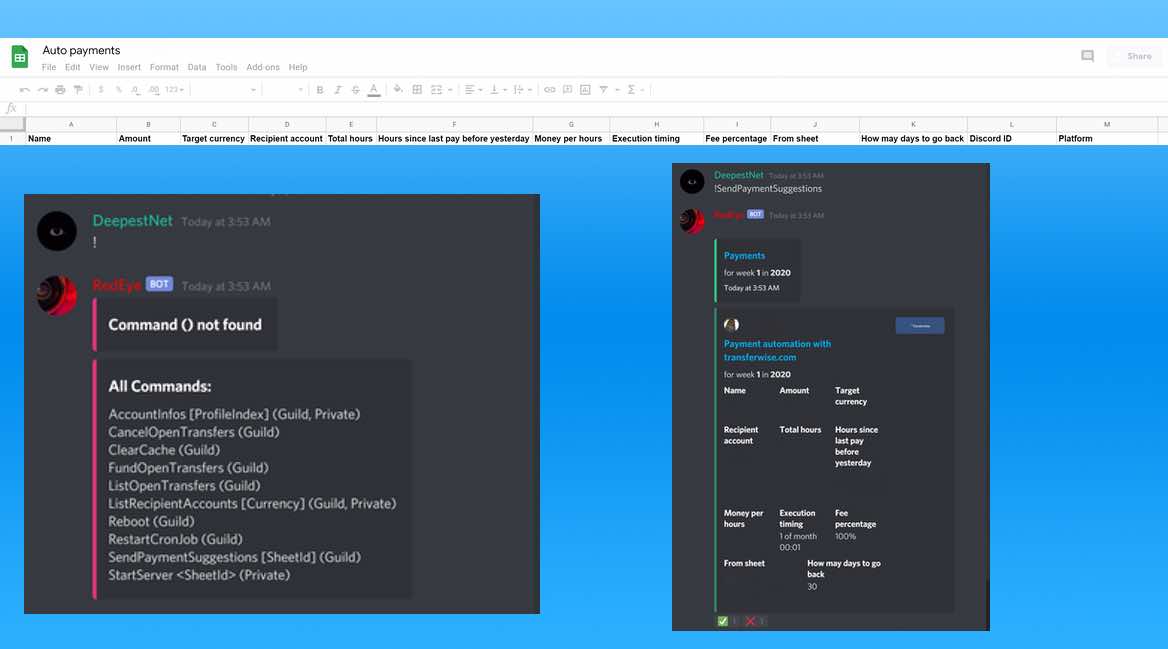 Auto payments
File Edit View Insert Format Data Tools Add-ons Help
Share
$ % .0 .00 123
B I S A
fx
A B C D E F G H I J K L M
1 Name Amount Target currency Recipient account Total hours Hours since last pay before yesterday Money per hours Execution timing Fee percentage From sheet How may days to go back Discord ID Platform
DeepestNet Today at 3:53 AM
!
RedEye BOT Today at 3:53 AM
Command () not found
All Commands:
AccountInfos [ProfileIndex] (Guild, Private)
CancelOpenTransfers (Guild)
ClearCache (Guild)
FundOpenTransfers (Guild)
ListOpenTransfers (Guild)
ListRecipientAccounts [Currency] (Guild, Private)
Reboot (Guild)
RestartCronJob (Guild)
SendPaymentSuggestions [SheetId] (Guild)
StartServer <SheetId> (Private)
DeepestNet Today at 3:53 AM
!SendPaymentSuggestions
RedEye BOT Today at 3:53 AM
Payments
for week 1 in 2020
Today at 3:53 AM
Payment automation with
transferwise.com
for week 1 in 2020
Name Amount Target
currency
Recipient Total hours Hours since
account last pay
before
yesterday
Money per Execution Fee
hours timing percentage
1 of month 100%
00:01
From sheet How may days to go
back
30
1 1